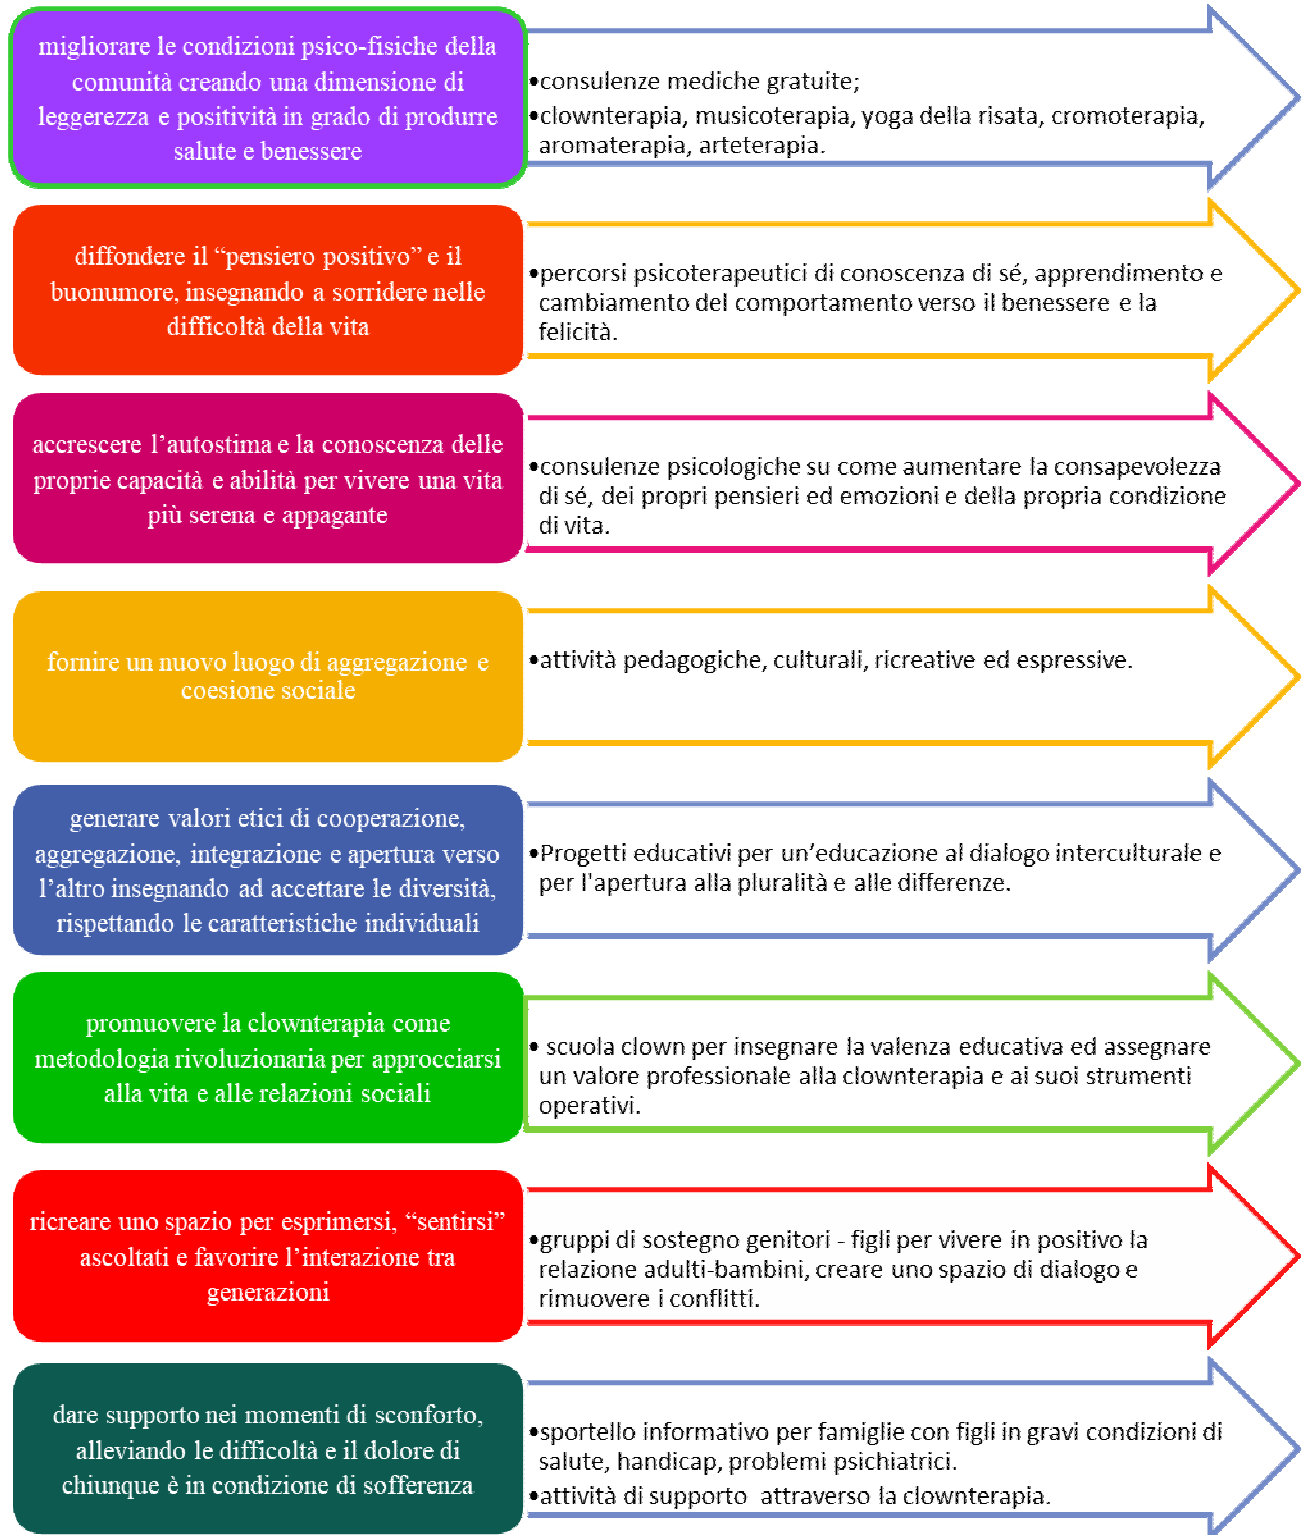 migliorare le condizioni psico-fisiche della
comunità creando una dimensione di
leggerezza e positività in grado di produrre
salute e benessere
•consulenze mediche gratuite;
•clownterapia, musicoterapia, yoga della risata, cromoterapia,
aromaterapia, arteterapia.
diffondere il “pensiero positivo” e il
buonumore, insegnando a sorridere nelle
difficoltà della vita
•percorsi psicoterapeutici di conoscenza di sé, apprendimento e
cambiamento del comportamento verso il benessere e la
felicità.
accrescere l’autostima e la conoscenza delle
proprie capacità e abilità per vivere una vita
più serena e appagante
•consulenze psicologiche su come aumentare la consapevolezza
di sé, dei propri pensieri ed emozioni e della propria condizione
di vita.
fornire un nuovo luogo di aggregazione e
coesione sociale
•attività pedagogiche, culturali, ricreative ed espressive.
generare valori etici di cooperazione,
aggregazione, integrazione e apertura verso
l’altro insegnando ad accettare le diversità,
rispettando le caratteristiche individuali
•Progetti educativi per un’educazione al dialogo interculturale e
per l'apertura alla pluralità e alle differenze.
promuovere la clownterapia come
metodologia rivoluzionaria per approcciarsi
alla vita e alle relazioni sociali
• scuola clown per insegnare la valenza educativa ed assegnare
un valore professionale alla clownterapia e ai suoi strumenti
operativi.
ricreare uno spazio per esprimersi, “sentirsi”
ascoltati e favorire l’interazione tra
generazioni
•gruppi di sostegno genitori - figli per vivere in positivo la
relazione adulti-bambini, creare uno spazio di dialogo e
rimuovere i conflitti.
dare supporto nei momenti di sconforto,
alleviando le difficoltà e il dolore di
chiunque è in condizione di sofferenza
•sportello informativo per famiglie con figli in gravi condizioni di
salute, handicap, problemi psichiatrici.
•attività di supporto attraverso la clownterapia.